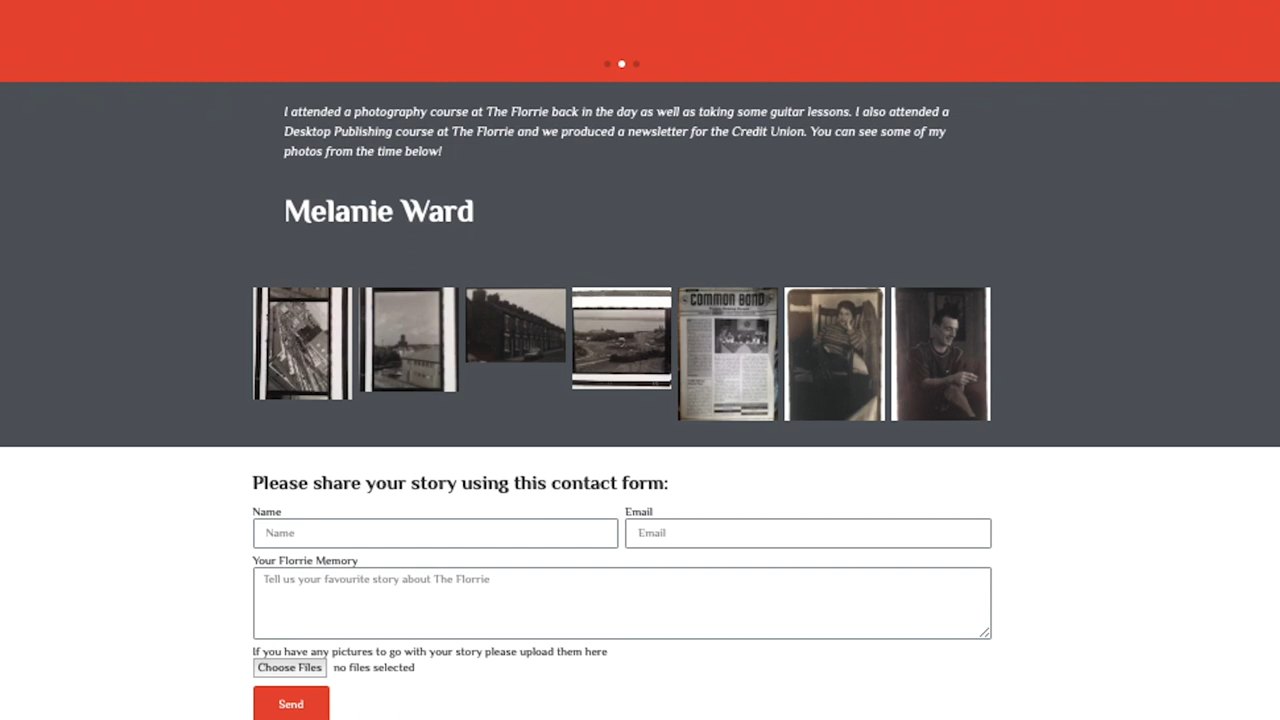 I attended a photography course at The Florrie back in the day as well as taking some guitar lessons. I also attended a
Desktop Publishing course at The Florrie and we produced a newsletter for the Credit Union. You can see some of my
photos from the time below!
Melanie Ward
COMMON BOND
Please share your story using this contact form:
Name
Email
Name
Email
Your Florrie Memory
Tell us your favourite story about The Florrie
If you have any pictures to go with your story please upload them here
Choose Files no files selected
Send